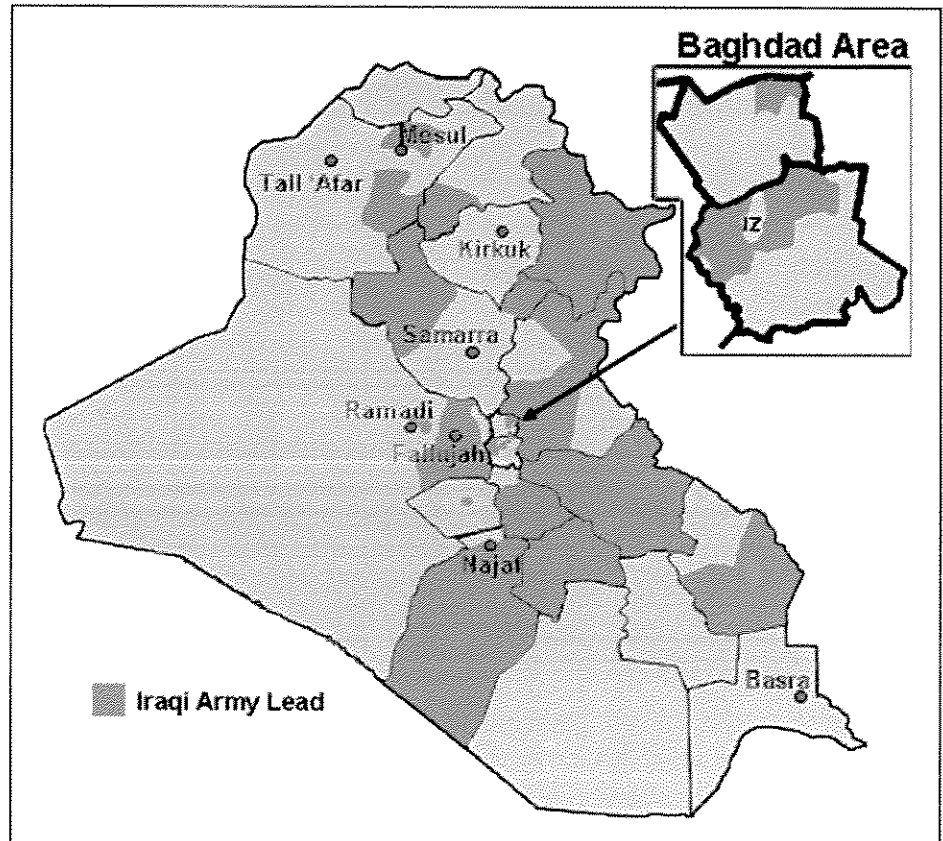 Baghdad Area
Mosul
Tall 'Afar
IZ
Kirkuk
Samarra
Ramadi
Fallujah
Najaf
Iraqi Army Lead
Basra